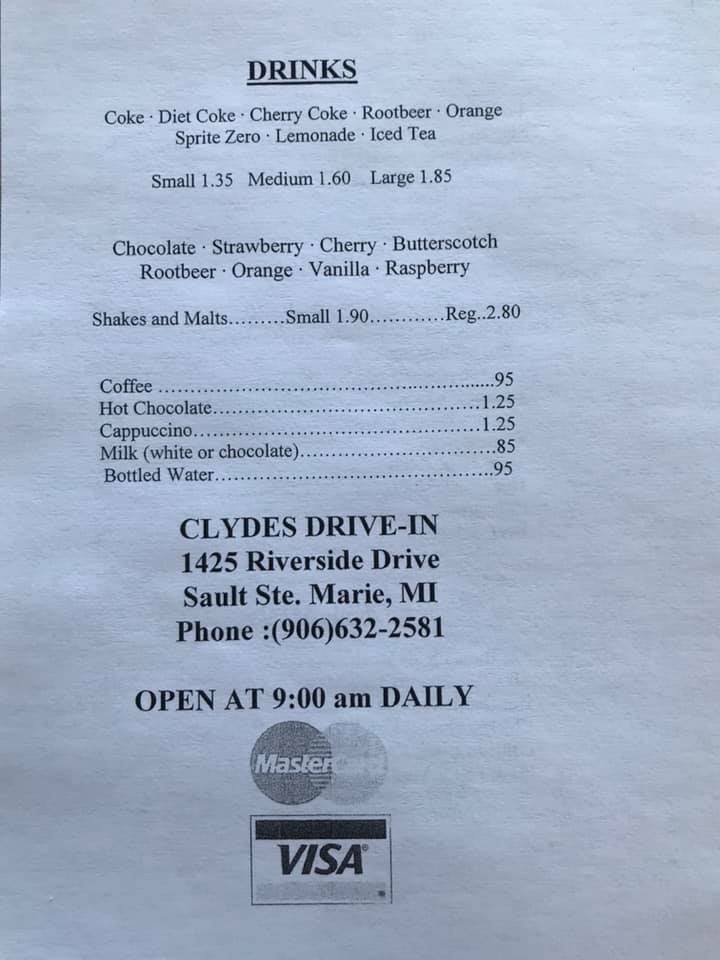 DRINKS
Coke · Diet Coke · Cherry Coke · Rootbeer · Orange
Sprite Zero · Lemonade · Iced Tea
Small 1.35 Medium 1.60 Large 1.85
Chocolate · Strawberry · Cherry · Butterscotch
Rootbeer · Orange · Vanilla · Raspberry
Shakes and Malts.........Small 1.90............Reg..2.80
Coffee ..........................................................95
Hot Chocolate..............................................1.25
Cappuccino..................................................1.25
Milk (white or chocolate)..................................85
Bottled Water................................................95
CLYDES DRIVE-IN
1425 Riverside Drive
Sault Ste. Marie, MI
Phone :(906)632-2581
OPEN AT 9:00 am DAILY
MasterCard
VISA®